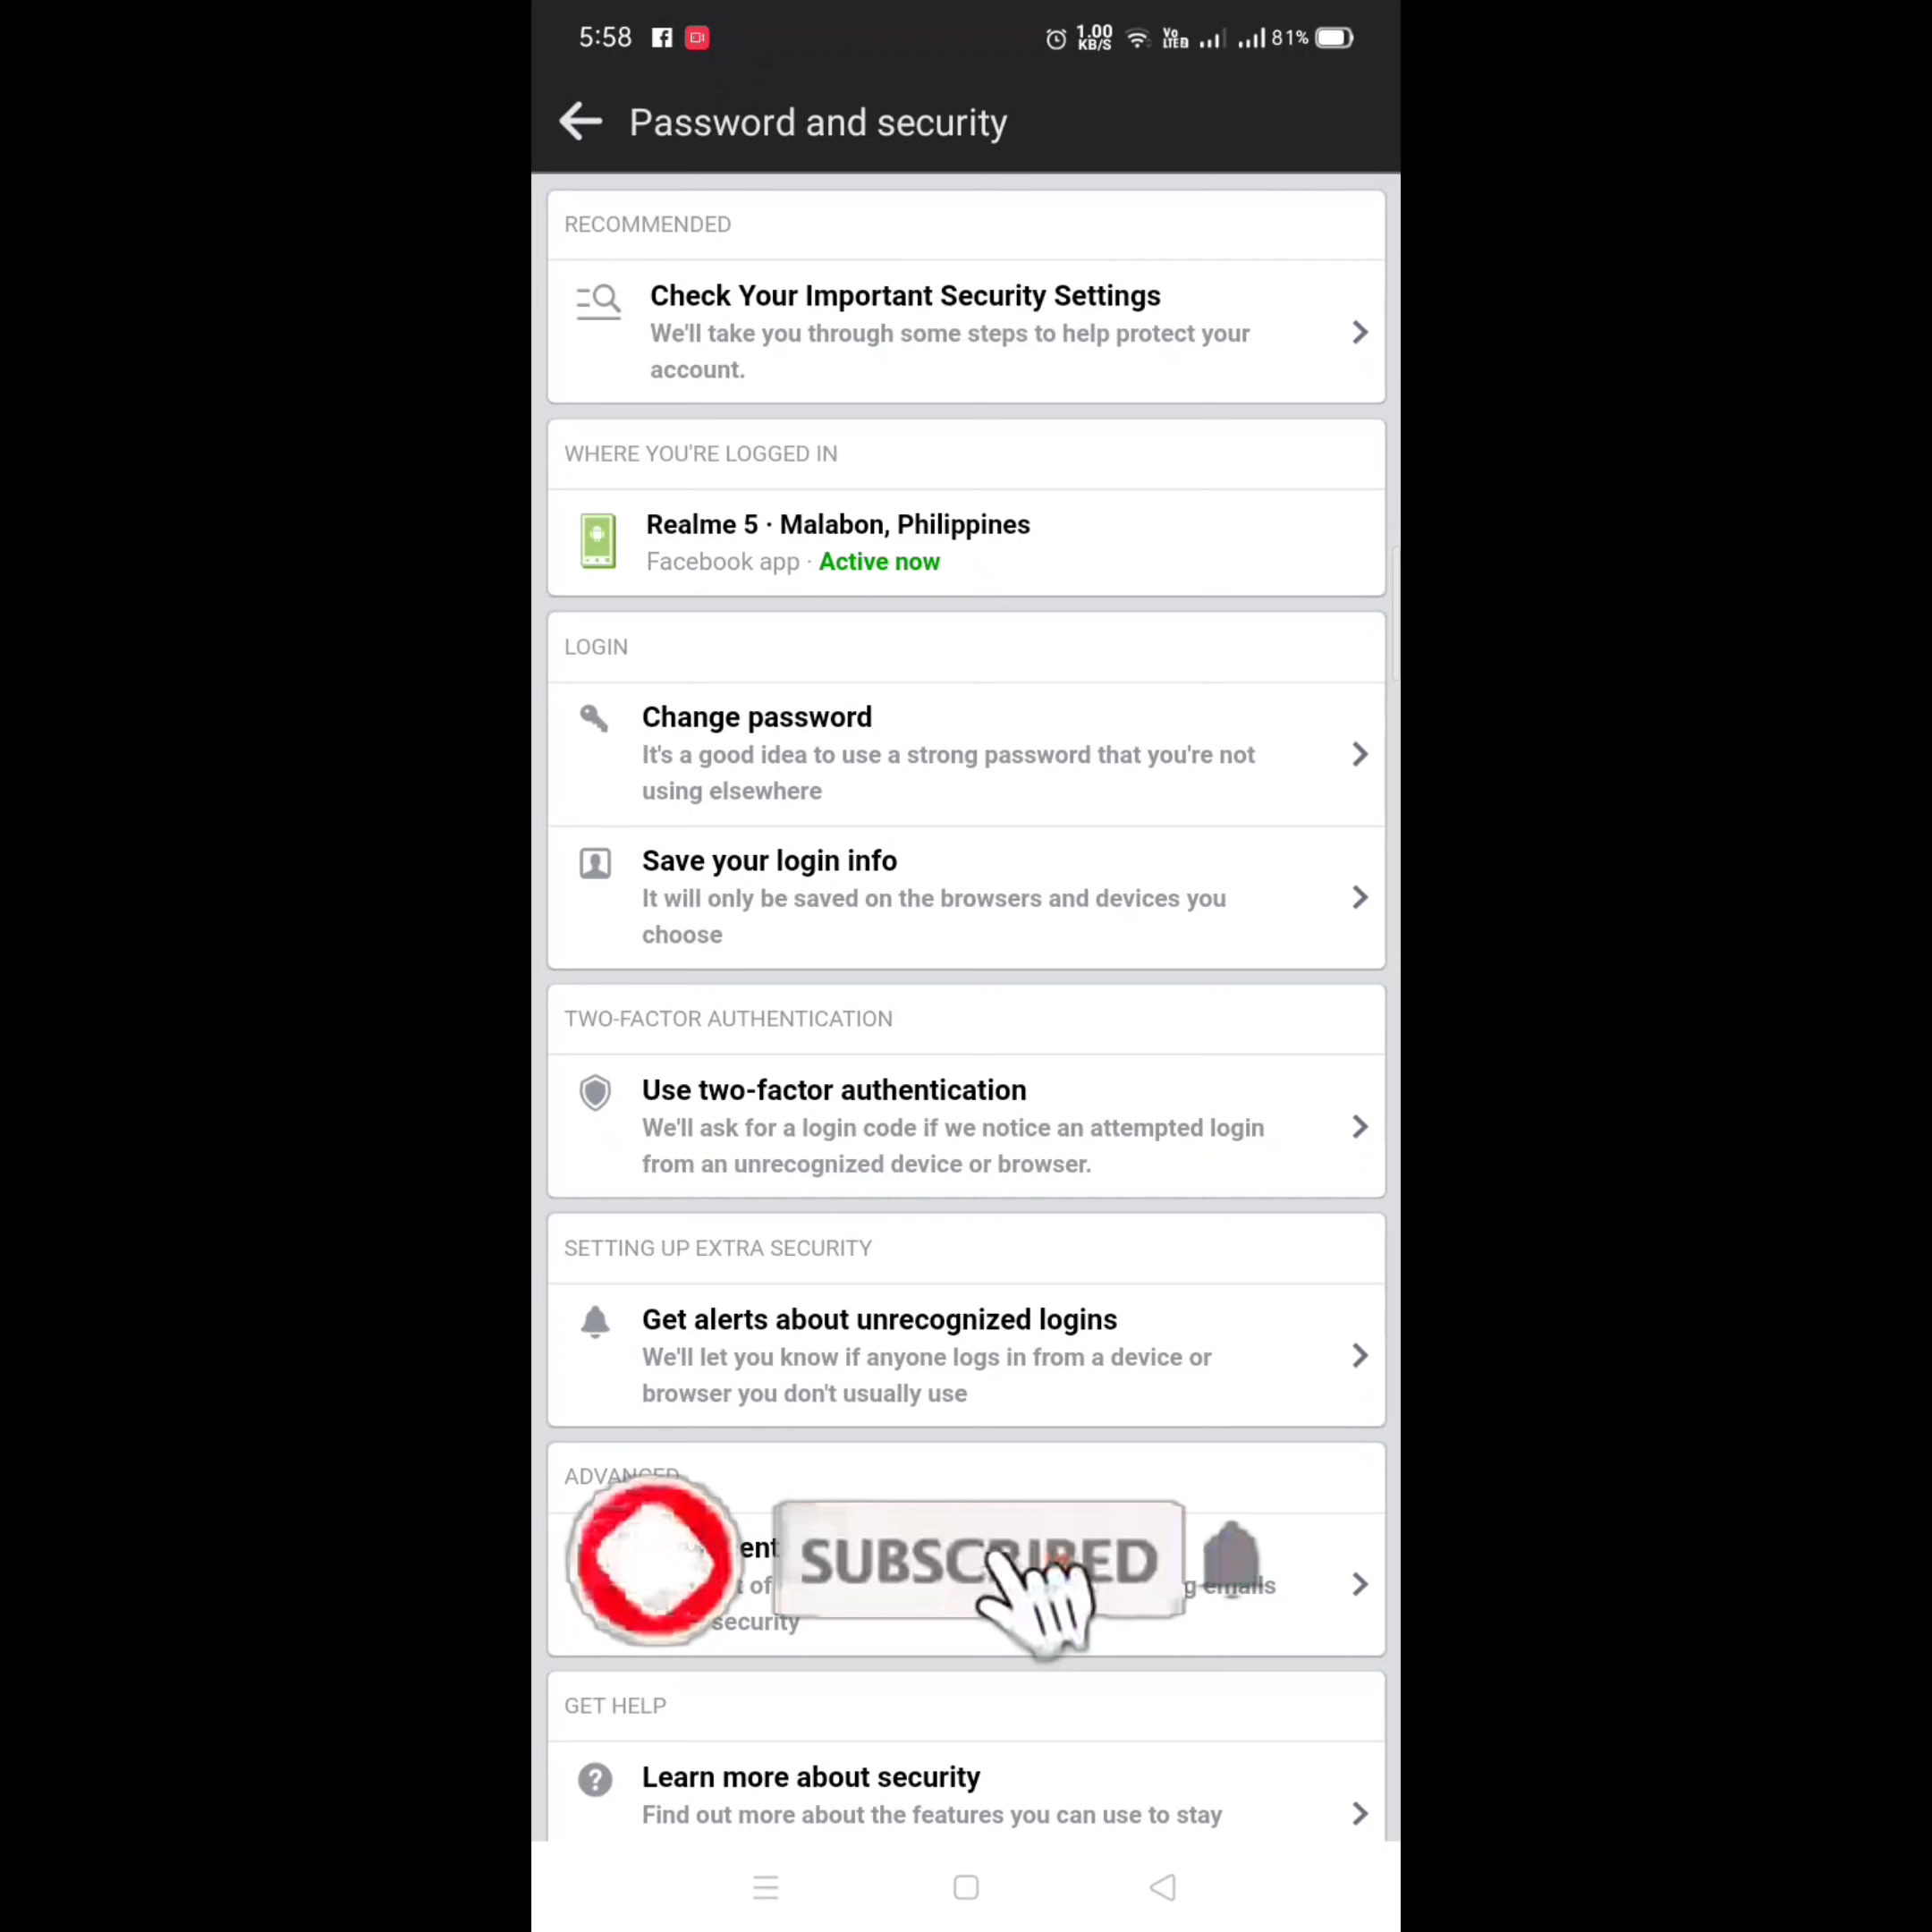 5:58 1.00 KB/S Vo LTE2 81%
Password and security
RECOMMENDED
Check Your Important Security Settings
We'll take you through some steps to help protect your
account.
WHERE YOU'RE LOGGED IN
Realme 5 · Malabon, Philippines
Facebook app · Active now
LOGIN
Change password
It's a good idea to use a strong password that you're not
using elsewhere
Save your login info
It will only be saved on the browsers and devices you
choose
TWO-FACTOR AUTHENTICATION
Use two-factor authentication
We'll ask for a login code if we notice an attempted login
from an unrecognized device or browser.
SETTING UP EXTRA SECURITY
Get alerts about unrecognized logins
We'll let you know if anyone logs in from a device or
browser you don't usually use
ADVANCED
SUBSCRIBED
of emails
security
GET HELP
Learn more about security
Find out more about the features you can use to stay